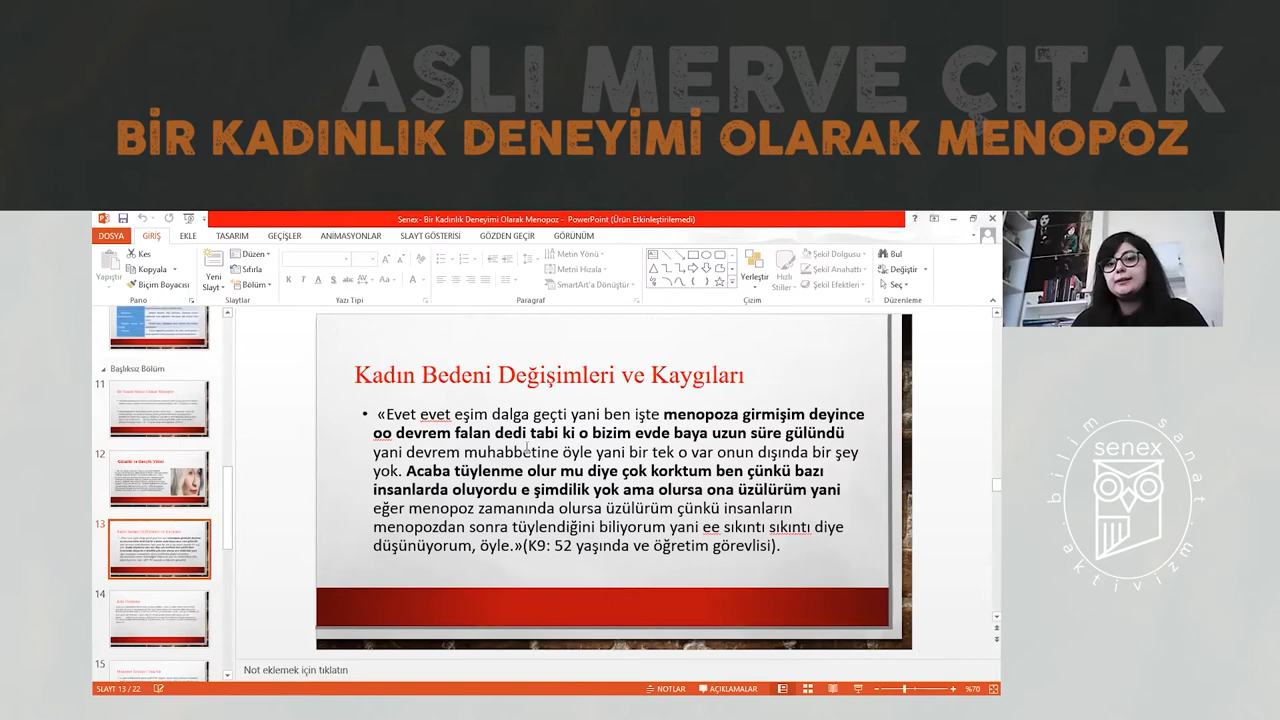 ASLI MERVE ÇITAK
BİR KADINLIK DENEYİMİ OLARAK MENOPOZ
Senex- Bir Kadınlık Deneyimi Olarak Menopoz - PowerPoint (Ürün Etkinleştirilemedi)
DOSYA GİRİŞ EKLE TASARIM GEÇİŞLER ANİMASYONLAR SLAYT GÖSTERİSİ GÖZDEN GEÇİR GÖRÜNÜM
Yapıştır
Kes
Kopyala
Biçim Boyacısı
Pano
Yeni
Slayt
Düzen
Sıfırla
Bölüm
Slaytlar
Yazı Tipi
Metin Yönü
Metni Hizala
SmartArt'a Dönüştür
Paragraf
Yerleştir
Hızlı
Stiller
Şekil Dolgusu
Şekil Anahattı
Şekil Efektleri
Çizim
Bul
Değiştir
Seç
Düzenleme
Başlıksız Bölüm
11
12
13
14
15
Kadın Bedeni Değişimleri ve Kaygıları
• «Evet evet eşim dalga geçti yani ben işte menopoza girmişim deyince
oo devrem falan dedi tabi ki o bizim evde baya uzun süre gülündü
yani devrem muhabbetine öyle yani bir tek o var onun dışında bir şey
yok. Acaba tüylenme olur mu diye çok korktum ben çünkü bazı
insanlarda oluyordu e şimdilik yok ama olursa ona üzülürüm yani
eğer menopoz zamanında olursa üzülürüm çünkü insanların
menopozdan sonra tüylendiğini biliyorum yani ee sıkıntı sıkıntı diye
düşünüyorum, öyle.»(K9: 52 yaşında ve öğretim görevlisi).
Not eklemek için tıklatın
SLAYT 13 / 22
NOTLAR
AÇIKLAMALAR
%70
bilim sanat aktivizm
senex